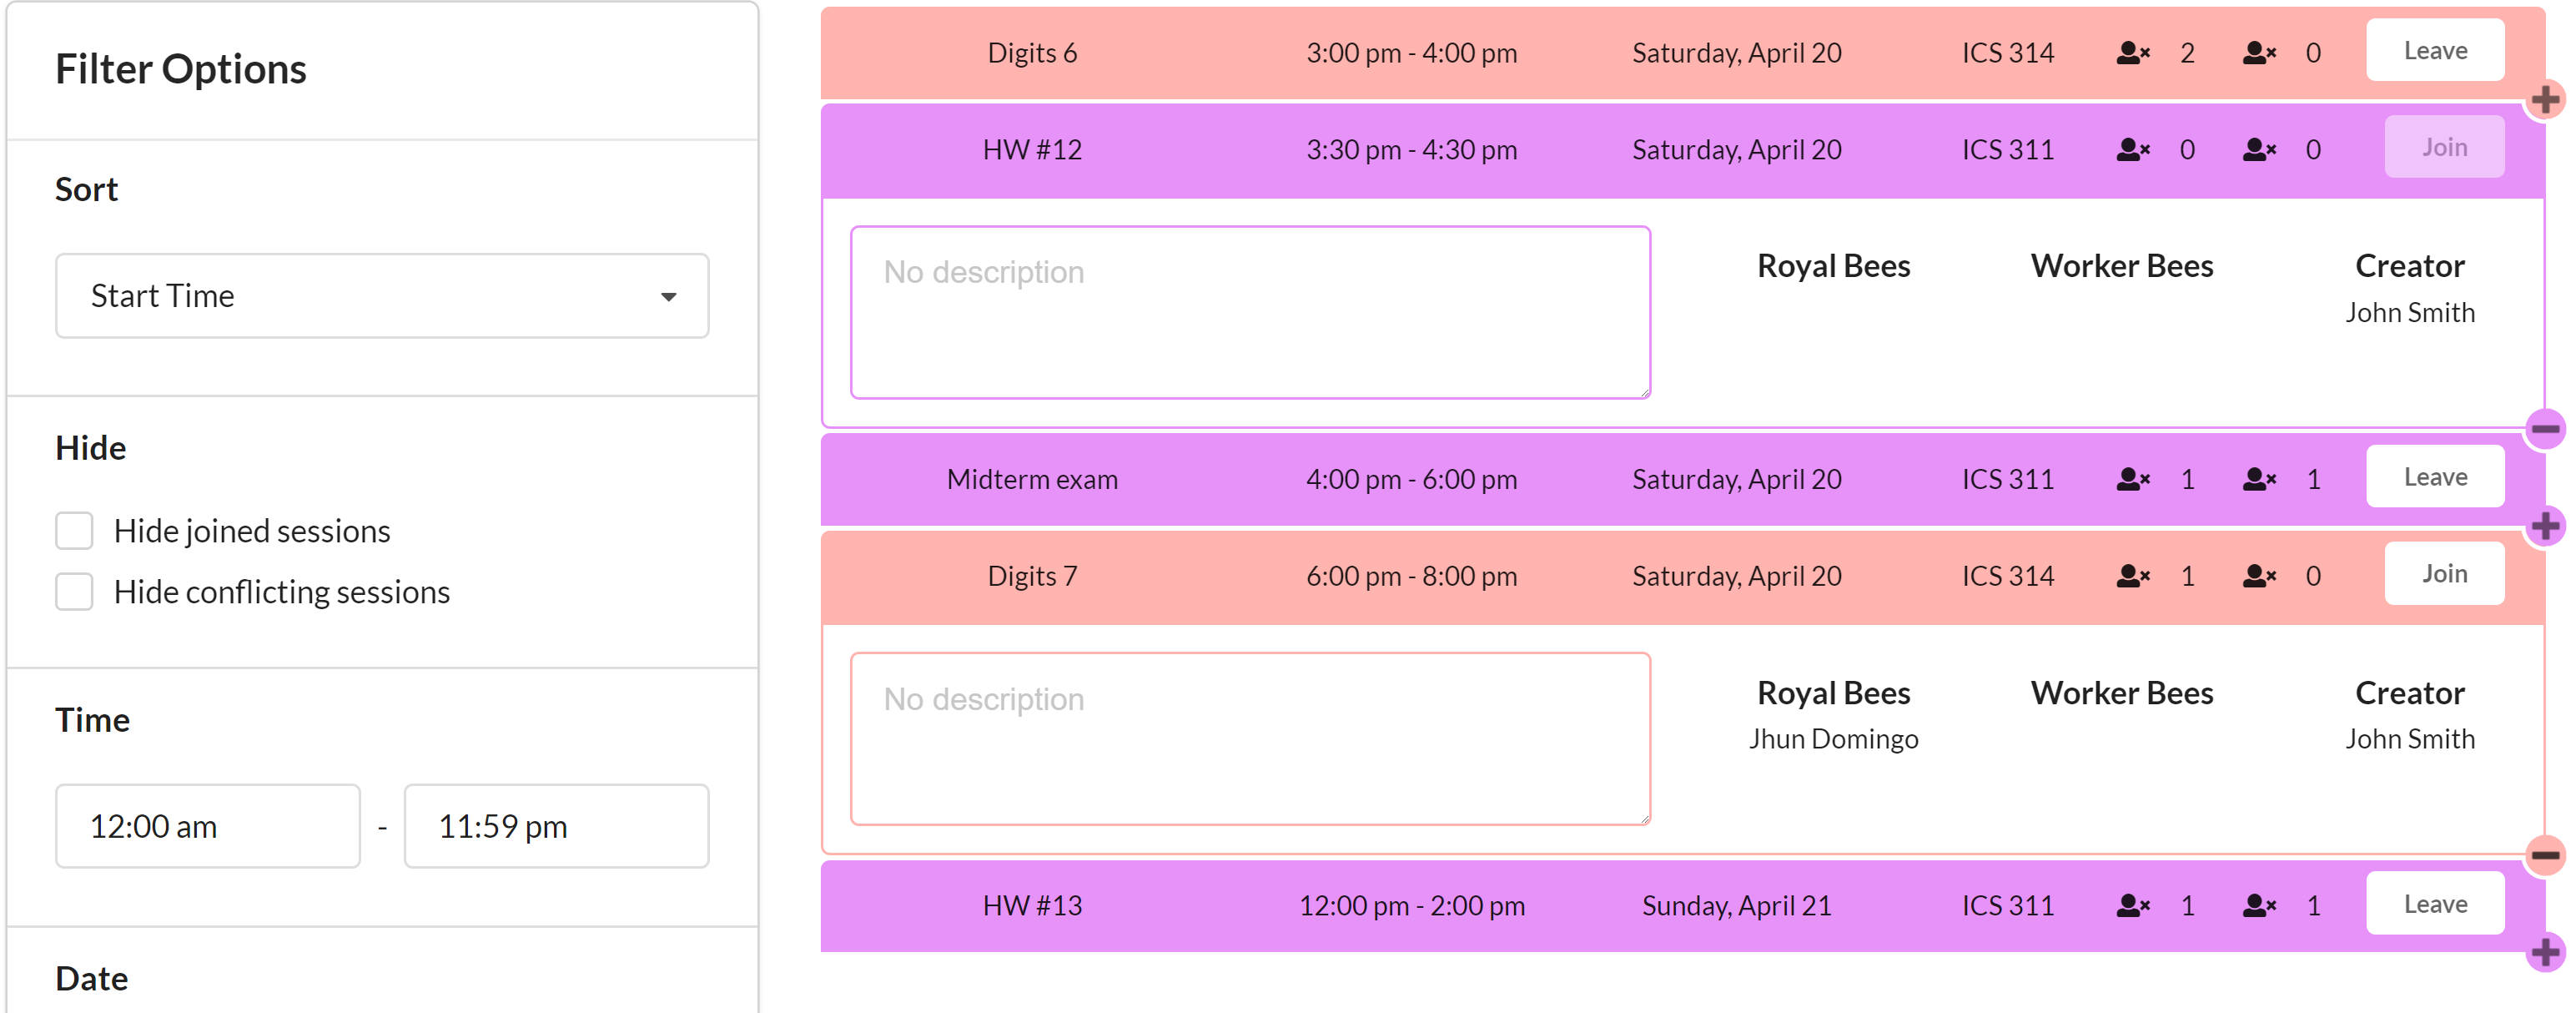 Filter Options
Sort
Start Time
Hide
Hide joined sessions
Hide conflicting sessions
Time
12:00 am - 11:59 pm
Date
Digits 6 3:00 pm - 4:00 pm Saturday, April 20 ICS 314 2 0 Leave
HW #12 3:30 pm - 4:30 pm Saturday, April 20 ICS 311 0 0 Join
No description Royal Bees Worker Bees Creator
John Smith
Midterm exam 4:00 pm - 6:00 pm Saturday, April 20 ICS 311 1 1 Leave
Digits 7 6:00 pm - 8:00 pm Saturday, April 20 ICS 314 1 0 Join
No description Royal Bees Worker Bees Creator
Jhun Domingo John Smith
HW #13 12:00 pm - 2:00 pm Sunday, April 21 ICS 311 1 1 Leave